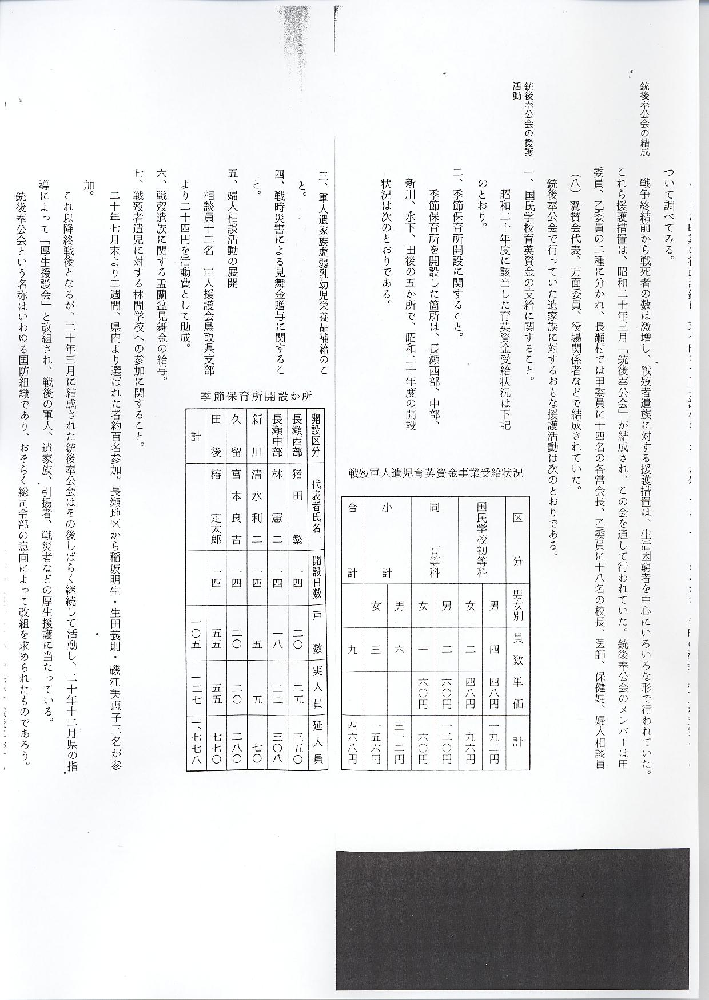 ついて調べてみる。
銃後奉公会の結成
戦争終結前から戦死者の数は激増し、戦歿者遺族に対する援護措置は、生活困窮者を中心にいろいろな形で行われていた。
これら援護措置は、昭和二十年三月「銃後奉公会」が結成され、この会を通して行われていた。銃後奉公会のメンバーは甲
委員、乙委員の二種に分かれ、長瀬村では甲委員に十四名の各常会長、乙委員に十八名の校長、医師、保健婦、婦人相談員
（八）翼賛会代表、方面委員、役場関係者などで結成されていた。
銃後奉公会で行っていた遺家族に対するおもな援護活動は次のとおりである。
銃後奉公会の援護
活動
一、国民学校育英資金の支給に関すること。
昭和二十年度に該当した育英資金受給状況は下記
のとおり。
二、季節保育所開設に関すること。
季節保育所を開設した箇所は、長瀬西部、中部、
新川、水下、田後の五か所で、昭和二十年度の開設
状況は次のとおりである。
戦歿軍人遺児育英資金事業受給状況
区分 男女別 員数 単価 計
国民学校初等科 男 四 四八円 一九二円
女 二 四八円 九六円
同 高等科 男 二 六〇円 一二〇円
女 一 六〇円 六〇円
小計 男 六 三一二円
女 三 一五六円
合計 九 四六八円
三、軍人遺家族虚弱乳幼児栄養品補給のこ
と。
四、戦時災害による見舞金贈与に関するこ
と。
五、婦人相談活動の展開
相談員十二名 軍人援護会鳥取県支部
より二十四円を活動費として助成。
六、戦歿遺族に関する孟蘭盆見舞金の給与。
七、戦歿者遺児に対する林間学校への参加に関すること。
季節保育所開設か所
開設区分 代表者氏名 開設日数 戸数 実人員 延人員
長瀬西部 猪田繁 一四 二〇 二五 三五〇
長瀬中部 林憲二 一四 一八 二二 三〇八
新川 清水利二 一四 五 五 七〇
久留 宮本良吉 一四 二〇 二〇 二八〇
田後 椿定太郎 一四 五五 五五 七七〇
計 一〇五 一二七 一、七七八
二十年七月末より二週間、県内より選ばれた者約百名参加。長瀬地区から稲坂明生・生田義則・磯江美恵子三名が参
加。
これ以降終戦後となるが、二十年三月に結成された銃後奉公会はその後しばらく継続して活動し、二十年十二月県の指
導によって「厚生援護会」と改組され、戦後の軍人、遺家族、引揚者、戦災者などの厚生援護に当たっている。
銃後奉公会という名称はいわゆる国防組織であり、おそらく総司令部の意向によって改組を求められたものであろう。